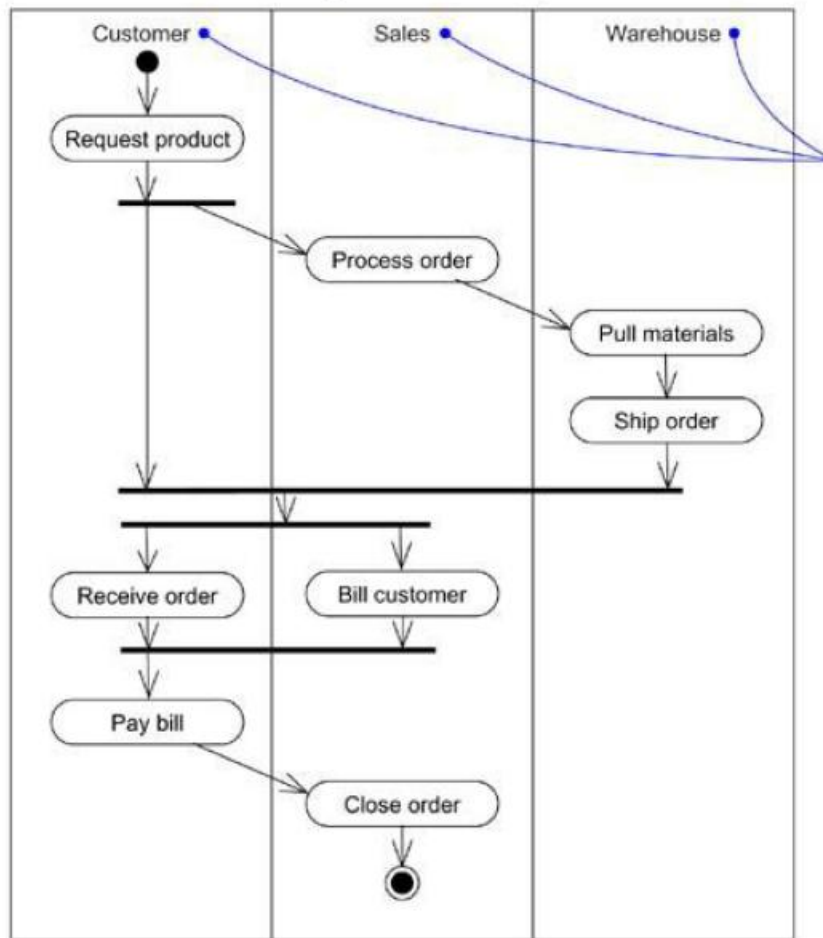 Customer
Sales
Warehouse
Request product
Process order
Pull materials
Ship order
Receive order
Bill customer
Pay bill
Close order